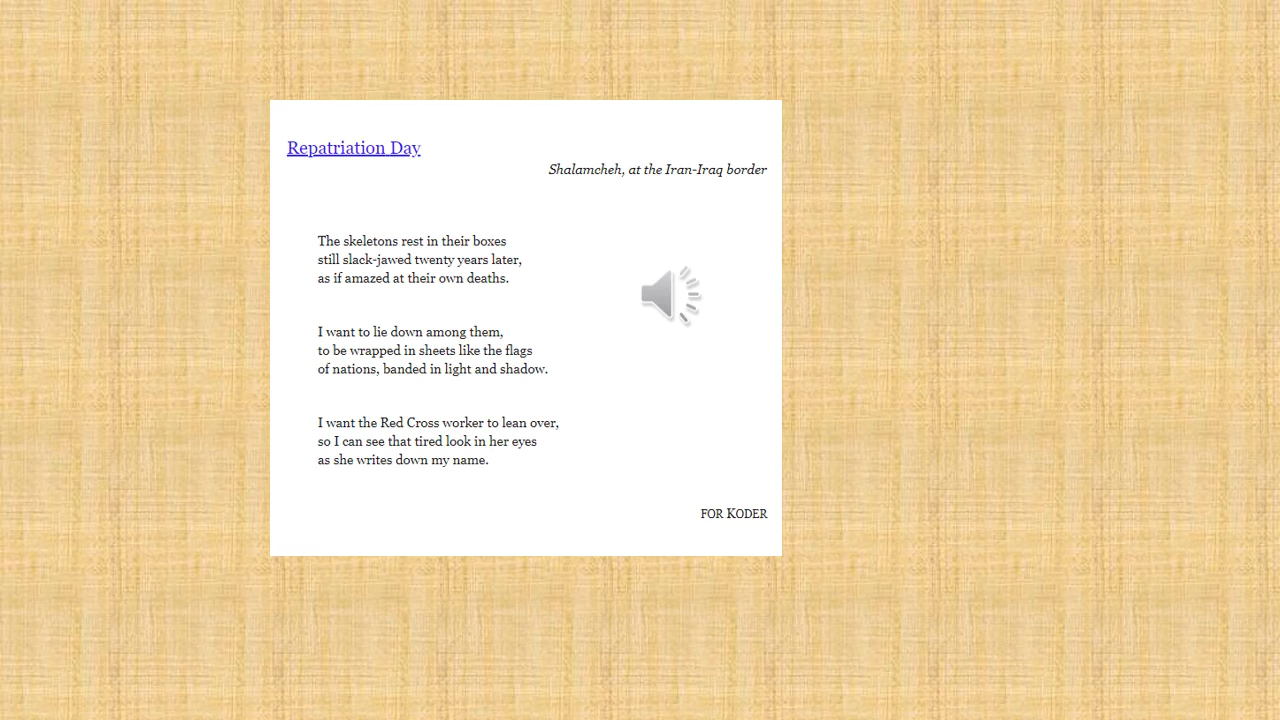 Repatriation Day
Shalamcheh, at the Iran-Iraq border
The skeletons rest in their boxes
still slack-jawed twenty years later,
as if amazed at their own deaths.
I want to lie down among them,
to be wrapped in sheets like the flags
of nations, banded in light and shadow.
I want the Red Cross worker to lean over,
so I can see that tired look in her eyes
as she writes down my name.
FOR KODER